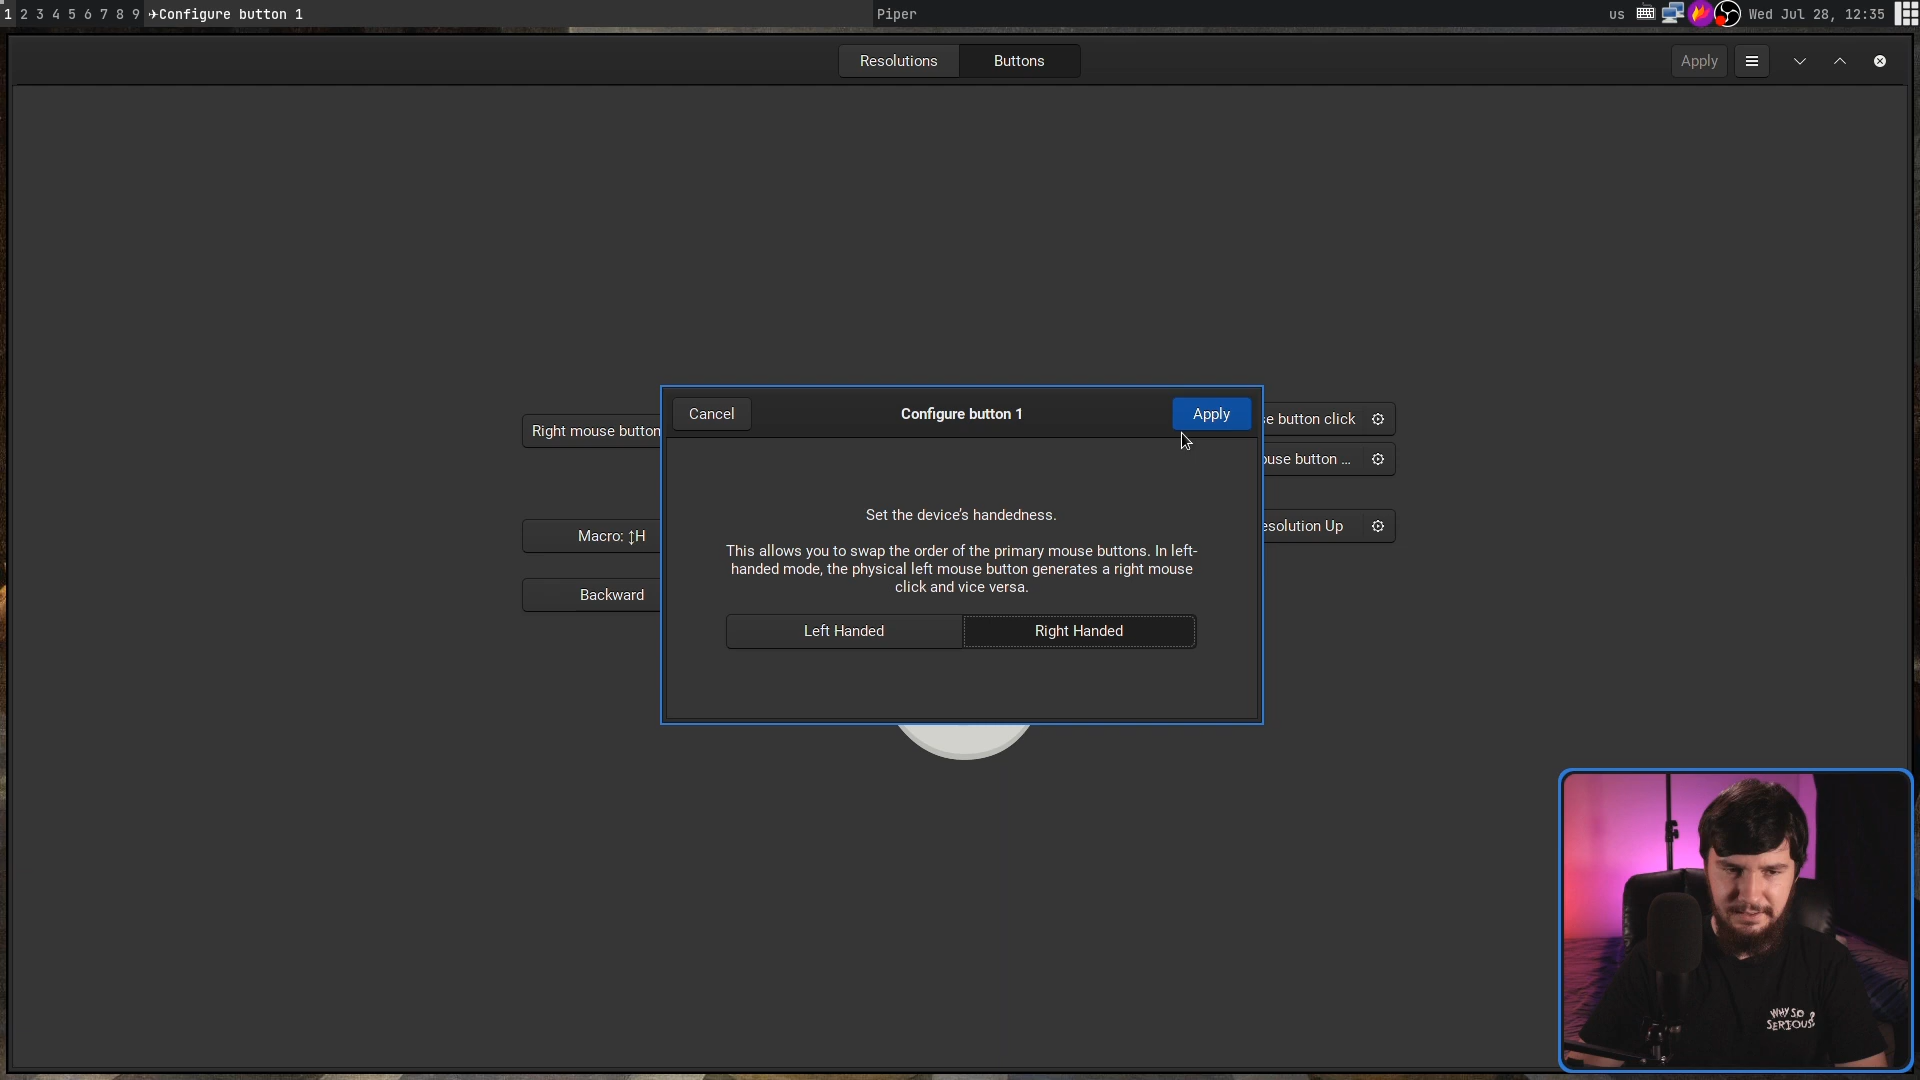 1 2 3 4 5 6 7 8 9 ✈Configure button 1
Piper
us
Wed Jul 28, 12:35
Resolutions
Buttons
Apply
Cancel
Configure button 1
Apply
Right mouse button
e button click
use button …
Set the device's handedness.
Macro: ↕H
esolution Up
This allows you to swap the order of the primary mouse buttons. In left-
handed mode, the physical left mouse button generates a right mouse
click and vice versa.
Backward
Left Handed
Right Handed
WHY SO
SERIOUS?